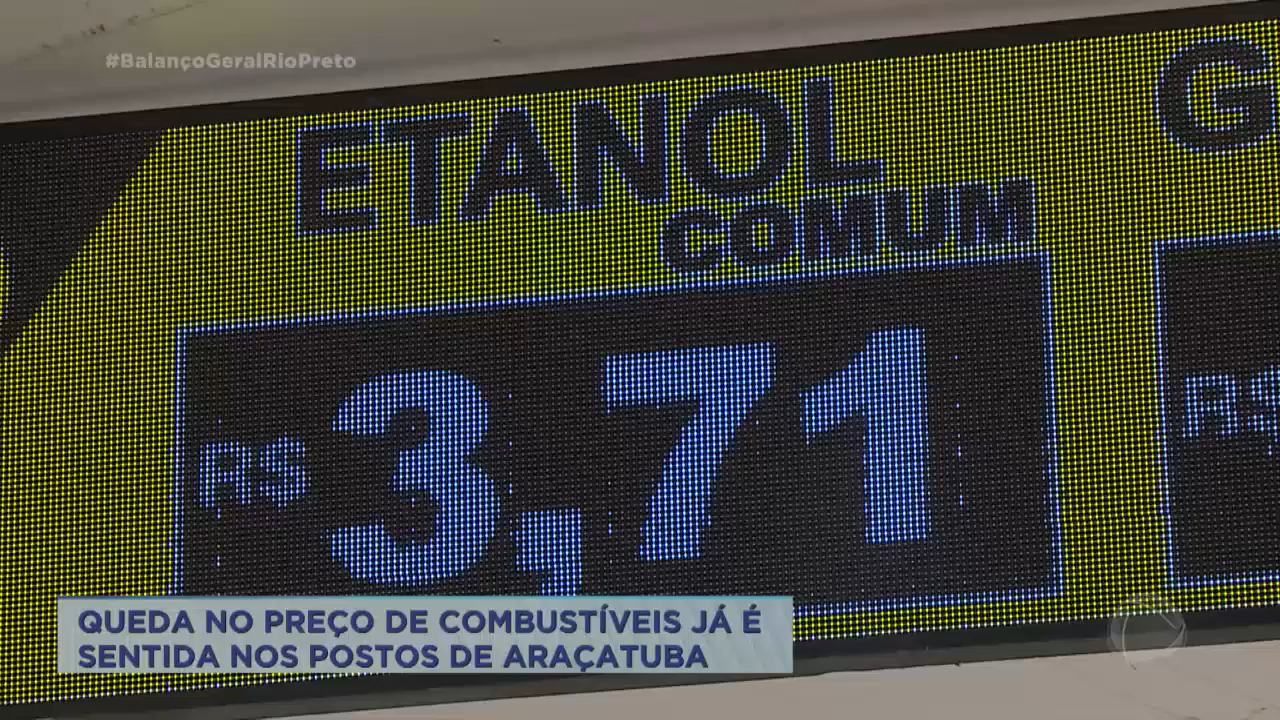 #BalançoGeralRioPreto
ETANOL
COMUM
R$ 3,71
G
R$
QUEDA NO PREÇO DE COMBUSTÍVEIS JÁ É
SENTIDA NOS POSTOS DE ARAÇATUBA